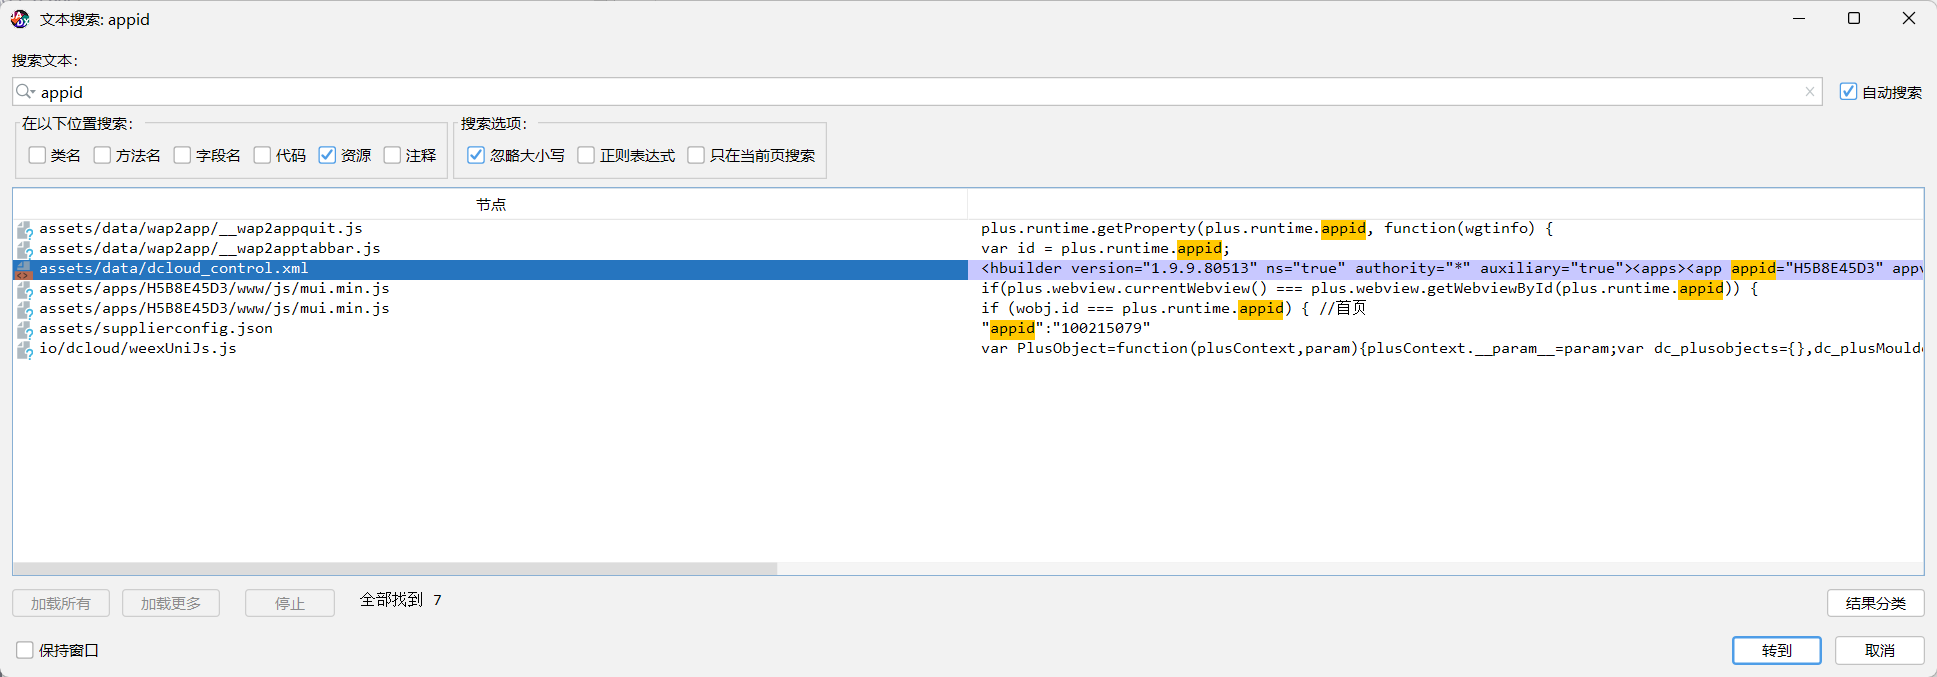 文本搜索: appid
搜索文本:
appid
自动搜索
在以下位置搜索:
类名 方法名 字段名 代码 资源 注释
搜索选项:
忽略大小写 正则表达式 只在当前页搜索
节点
assets/data/wap2app/__wap2appquit.js plus.runtime.getProperty(plus.runtime.appid, function(wgtinfo) {
assets/data/wap2app/__wap2apptabbar.js var id = plus.runtime.appid;
assets/data/dcloud_control.xml <hbuilder version="1.9.9.80513" ns="true" authority="*" auxiliary="true"><apps><app appid="H5B8E45D3" appv
assets/apps/H5B8E45D3/www/js/mui.min.js if(plus.webview.currentWebview() === plus.webview.getWebviewById(plus.runtime.appid)) {
assets/apps/H5B8E45D3/www/js/mui.min.js if (wobj.id === plus.runtime.appid) { //首页
assets/supplierconfig.json "appid":"100215079"
io/dcloud/weexUniJs.js var PlusObject=function(plusContext,param){plusContext.__param__=param;var dc_plusobjects={},dc_plusMould
加载所有 加载更多 停止 全部找到 7
结果分类
保持窗口
转到 取消